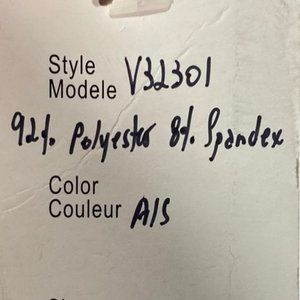 Style
Modele V32301
92% Polyester 8% Spandex
Color
Couleur A/S